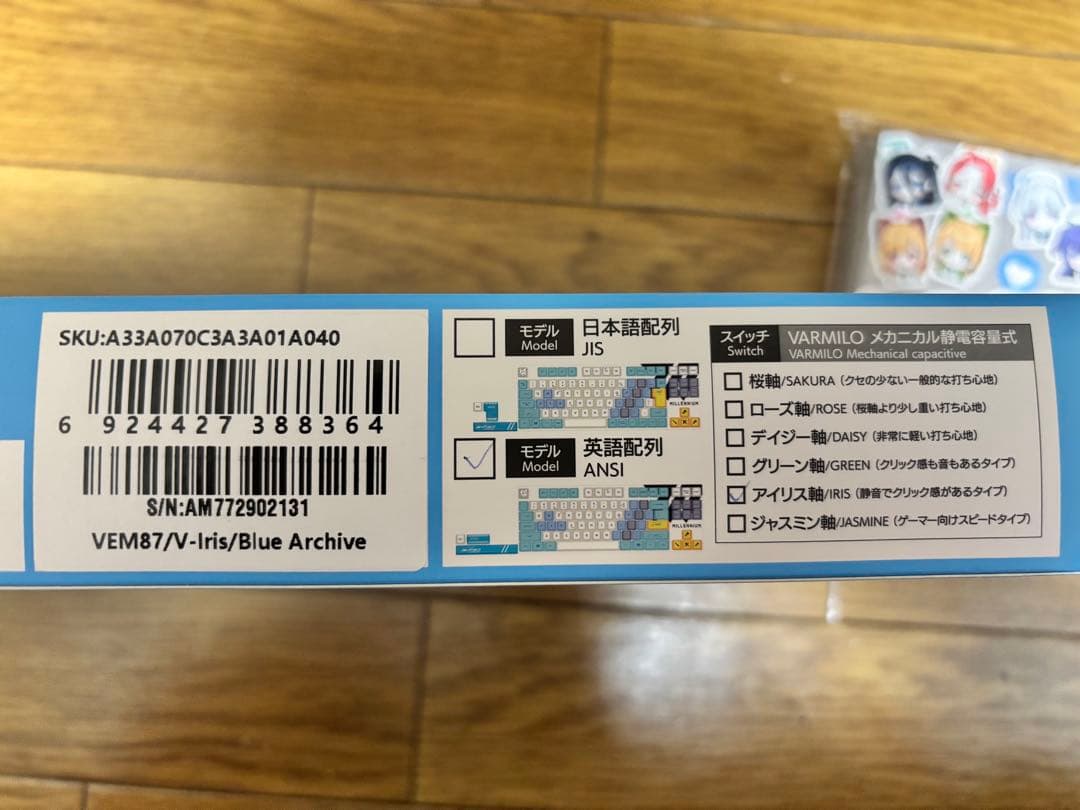 SKU:A33A070C3A3A01A040
6 924427 388364
S/N:AM772902131
VEM87/V-Iris/Blue Archive
モデル
Model
日本語配列
JIS
MILLENNIUM
モデル
Model
英語配列
ANSI
MILLENNIUM
スイッチ
Switch
VARMILO メカニカル静電容量式
VARMILO Mechanical capacitive
桜軸/SAKURA（クセの少ない一般的な打ち心地）
ローズ軸/ROSE（桜軸より少し重い打ち心地）
デイジー軸/DAISY（非常に軽い打ち心地）
グリーン軸/GREEN（クリック感も音もあるタイプ）
アイリス軸/IRIS（静音でクリック感があるタイプ）
ジャスミン軸/JASMINE（ゲーマー向けスピードタイプ）